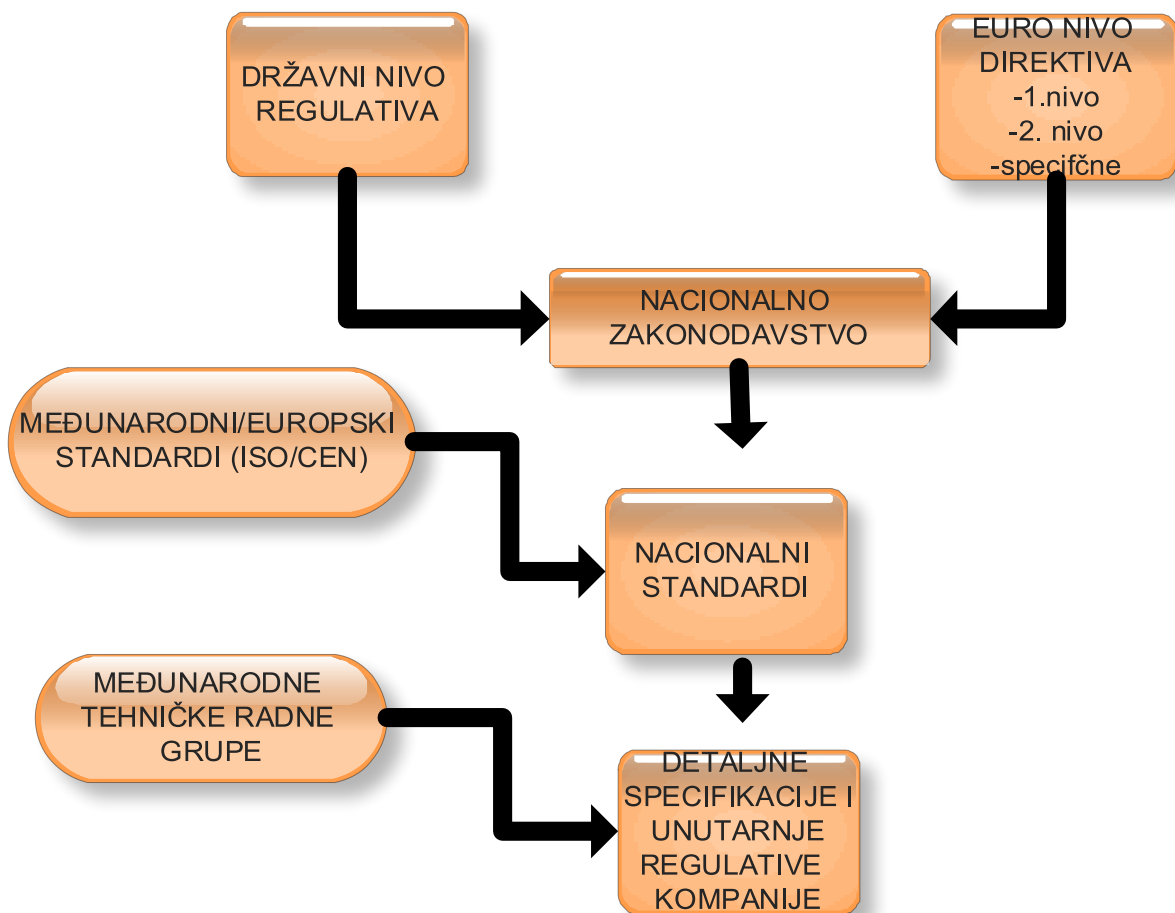 DRŽAVNI NIVO
REGULATIVA
EURO NIVO
DIREKTIVA
-1.nivo
-2. nivo
-specifčne
NACIONALNO
ZAKONODAVSTVO
MEĐUNARODNI/EUROPSKI
STANDARDI (ISO/CEN)
NACIONALNI
STANDARDI
MEĐUNARODNE
TEHNIČKE RADNE
GRUPE
DETALJNE
SPECIFIKACIJE I
UNUTARNJE
REGULATIVE
KOMPANIJE